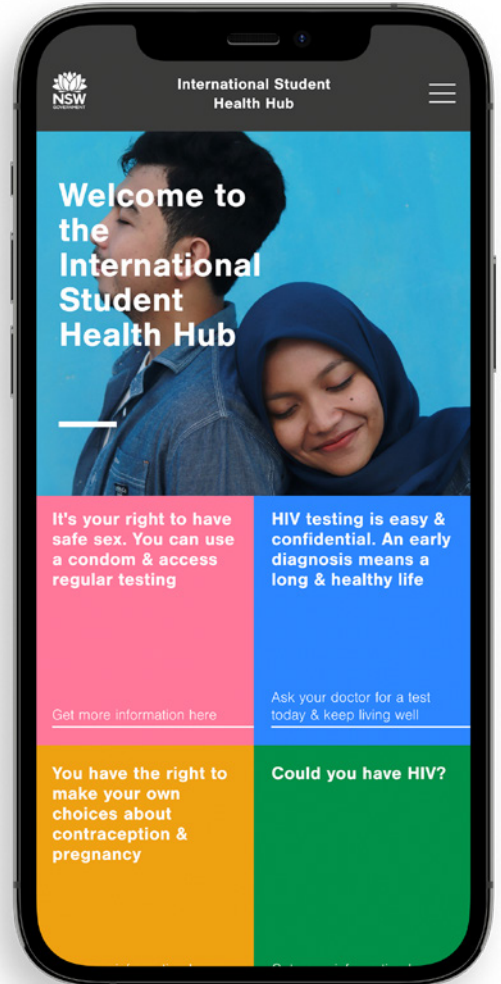 NSW
GOVERNMENT
International Student
Health Hub
Welcome to
the
International
Student
Health Hub
It's your right to have
safe sex. You can use
a condom & access
regular testing
Get more information here
HIV testing is easy &
confidential. An early
diagnosis means a
long & healthy life
Ask your doctor for a test
today & keep living well
You have the right to
make your own
choices about
contraception &
pregnancy
Could you have HIV?